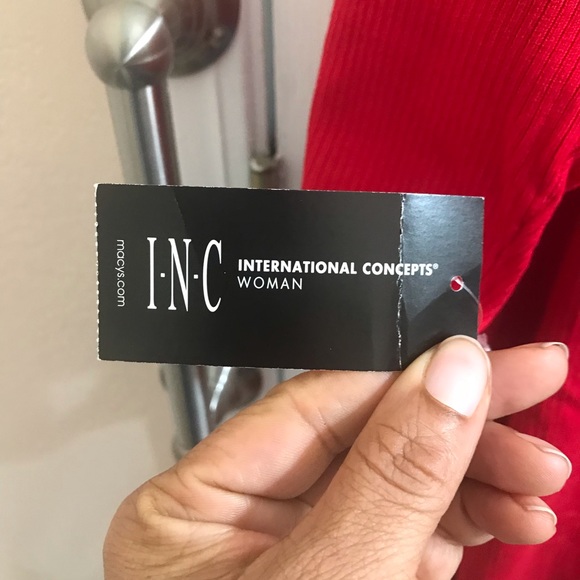 macys.com
I·N·C
INTERNATIONAL CONCEPTS®
WOMAN